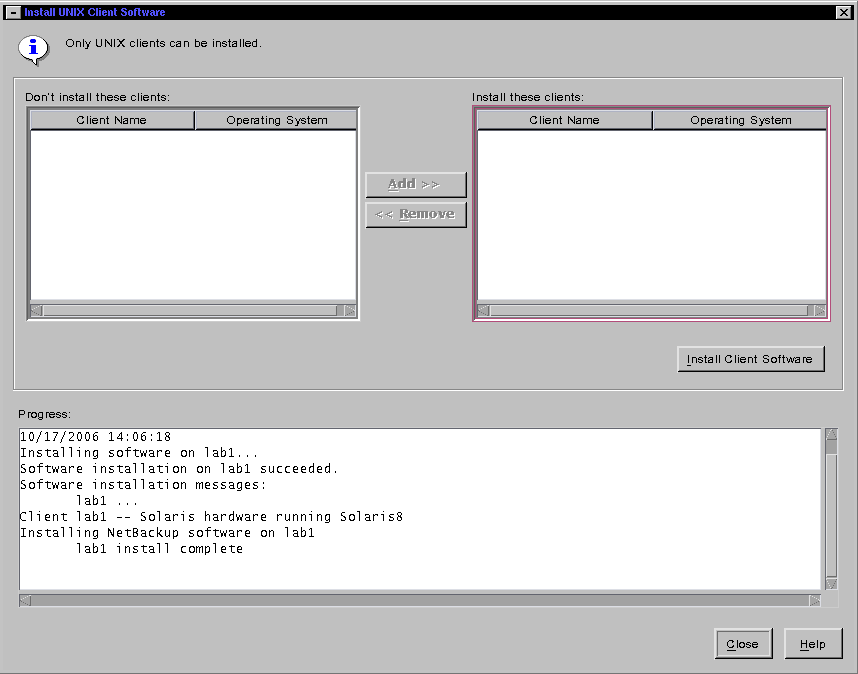 Install UNIX Client Software
Only UNIX clients can be installed.
Don't install these clients:
Client Name Operating System
Add >>
<< Remove
Install these clients:
Client Name Operating System
Install Client Software
Progress:
10/17/2006 14:06:18
Installing software on lab1...
Software installation on lab1 succeeded.
Software installation messages:
lab1 ...
Client lab1 -- Solaris hardware running Solaris8
Installing NetBackup software on lab1
lab1 install complete
Close Help